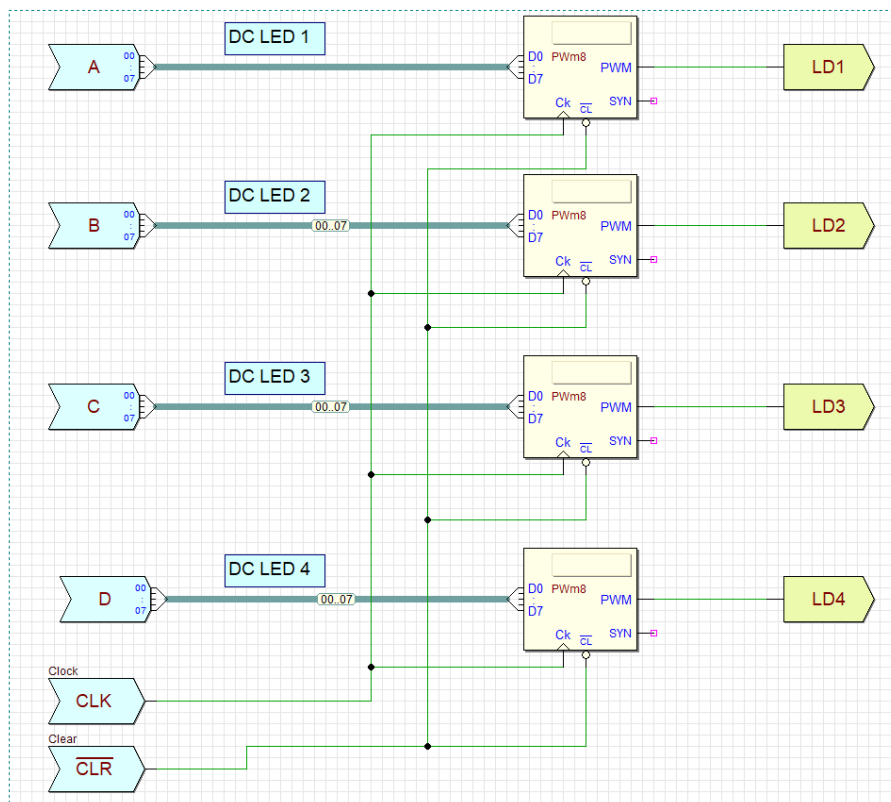 DC LED 1
A
00
:
07
D0
:
D7
PWm8
PWM
SYN
Ck
CL
LD1
DC LED 2
B
00
:
07
00..07
D0
:
D7
PWm8
PWM
SYN
Ck
CL
LD2
DC LED 3
C
00
:
07
00..07
D0
:
D7
PWm8
PWM
SYN
Ck
CL
LD3
DC LED 4
D
00
:
07
00..07
D0
:
D7
PWm8
PWM
SYN
Ck
CL
LD4
Clock
CLK
Clear
CLR